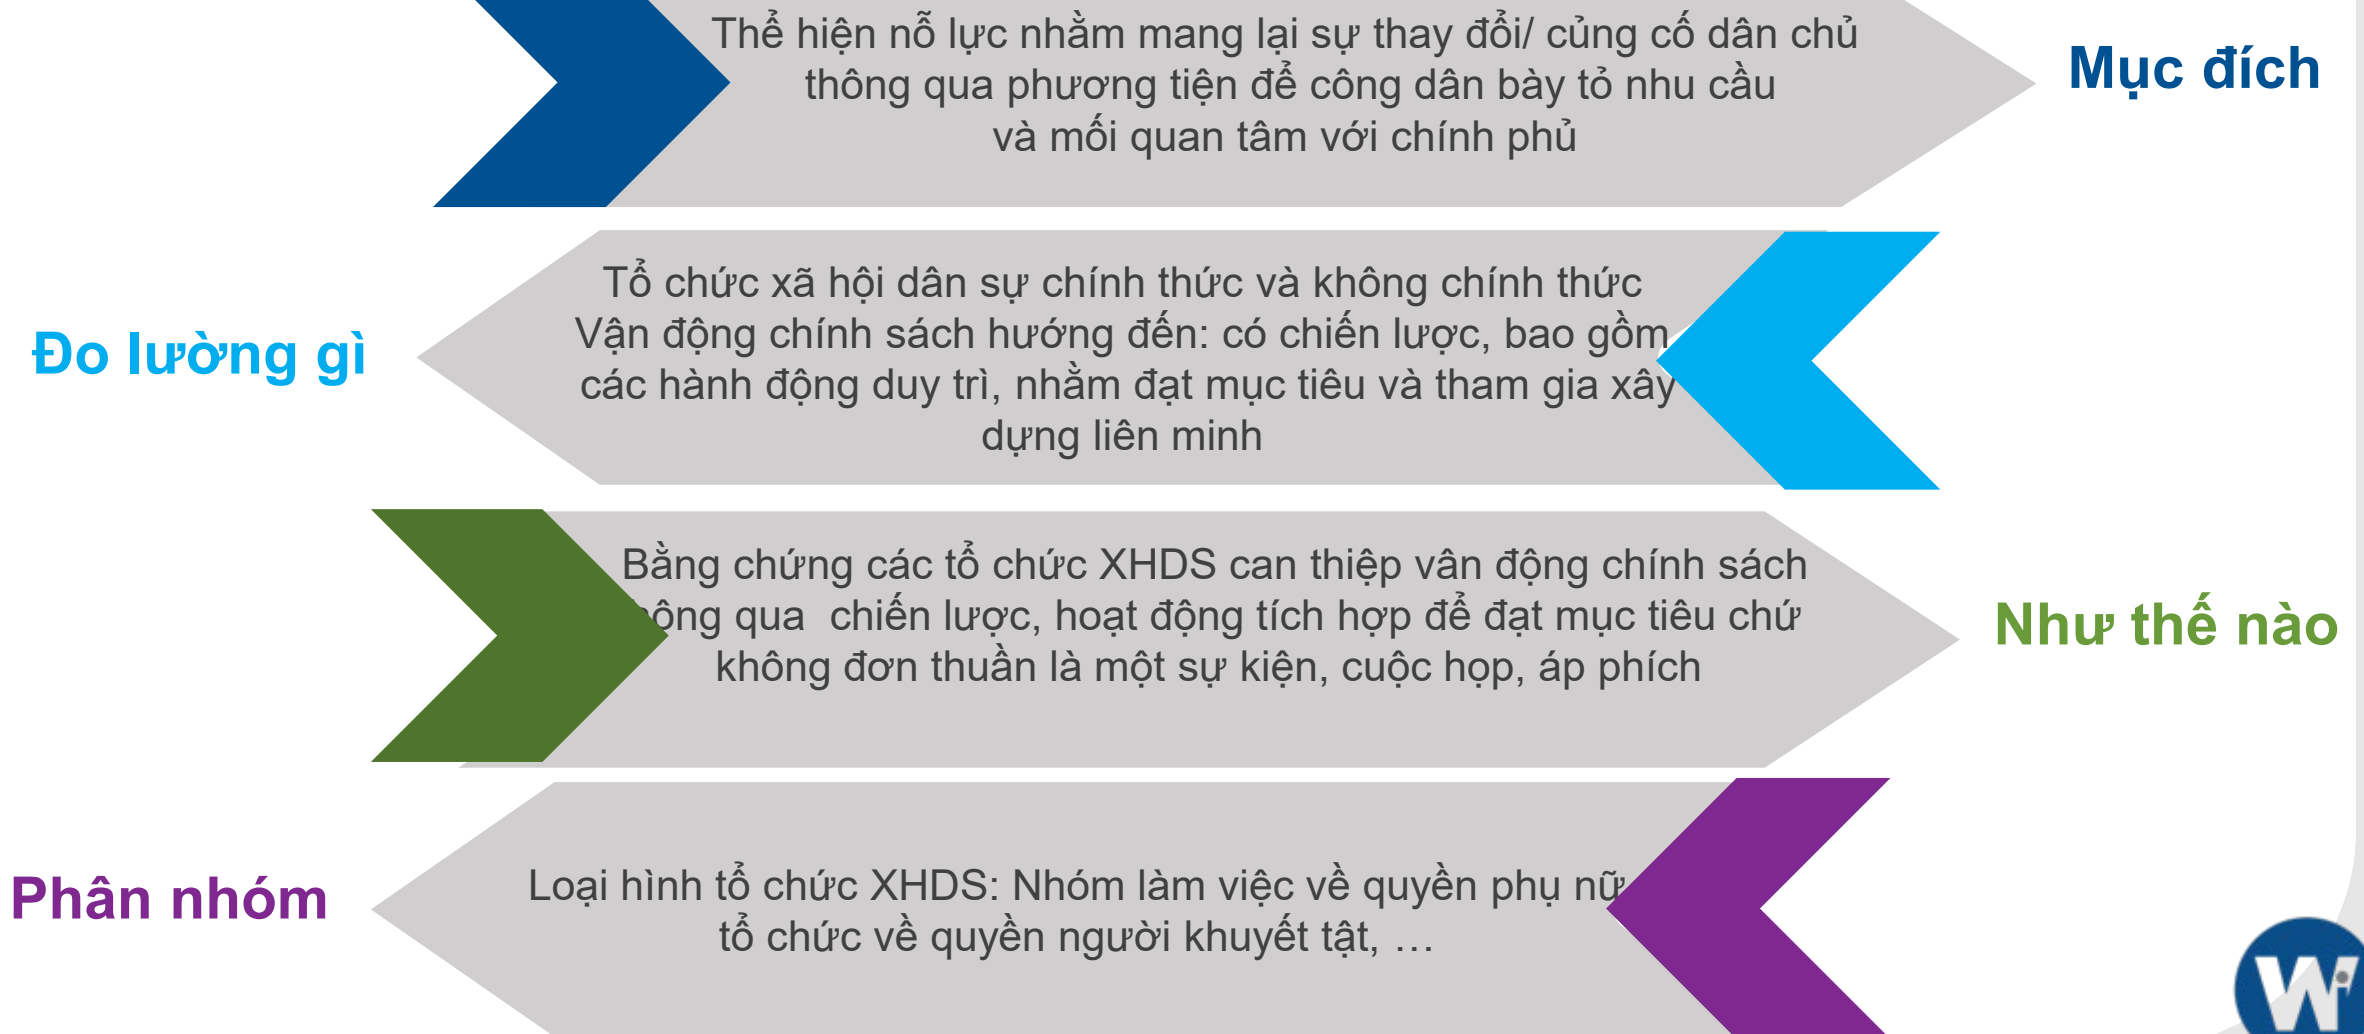 Thể hiện nỗ lực nhằm mang lại sự thay đổi/ củng cố dân chủ
thông qua phương tiện để công dân bày tỏ nhu cầu
và mối quan tâm với chính phủ
Mục đích
Đo lường gì
Tổ chức xã hội dân sự chính thức và không chính thức
Vận động chính sách hướng đến: có chiến lược, bao gồm
các hành động duy trì, nhằm đạt mục tiêu và tham gia xây
dựng liên minh
Bằng chứng các tổ chức XHDS can thiệp vân động chính sách
qua chiến lược, hoạt động tích hợp để đạt mục tiêu chứ
không đơn thuần là một sự kiện, cuộc họp, áp phích
Như thế nào
Phân nhóm
Loại hình tổ chức XHDS: Nhóm làm việc về quyền phụ nữ
tổ chức về quyền người khuyết tật, …
Wi